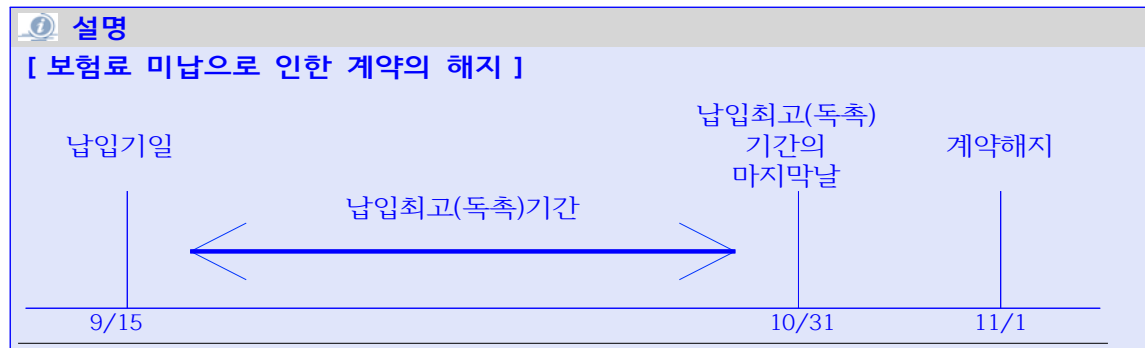 설명
[ 보험료 미납으로 인한 계약의 해지 ]
납입기일
납입최고(독촉)
기간의
마지막날
계약해지
납입최고(독촉)기간
9/15
10/31
11/1